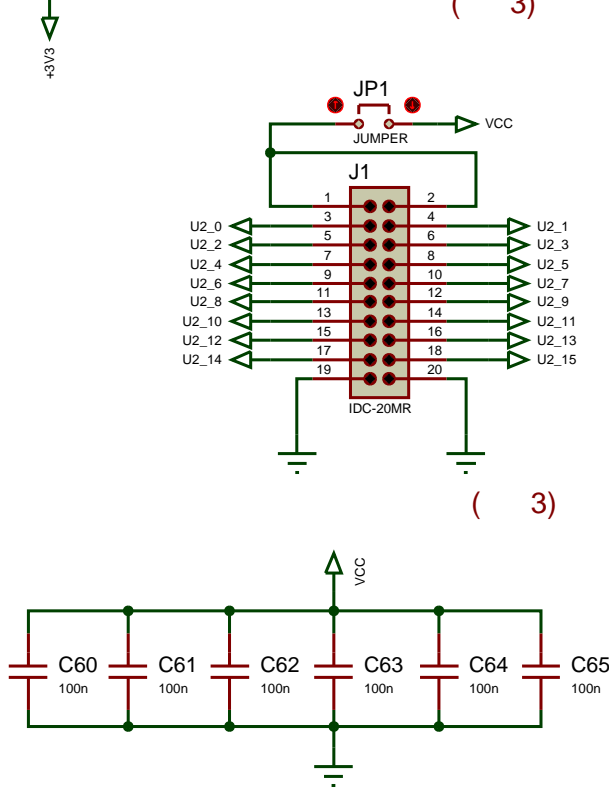 ( 3)
+3V3
JP1
VCC
JUMPER
J1
1 2
3 4
U2_0 U2_1
5 6
U2_2 U2_3
7 8
U2_4 U2_5
9 10
U2_6 U2_7
11 12
U2_8 U2_9
13 14
U2_10 U2_11
15 16
U2_12 U2_13
17 18
U2_14 U2_15
19 20
IDC-20MR
( 3)
VCC
C60 C61 C62 C63 C64 C65
100n 100n 100n 100n 100n 100n